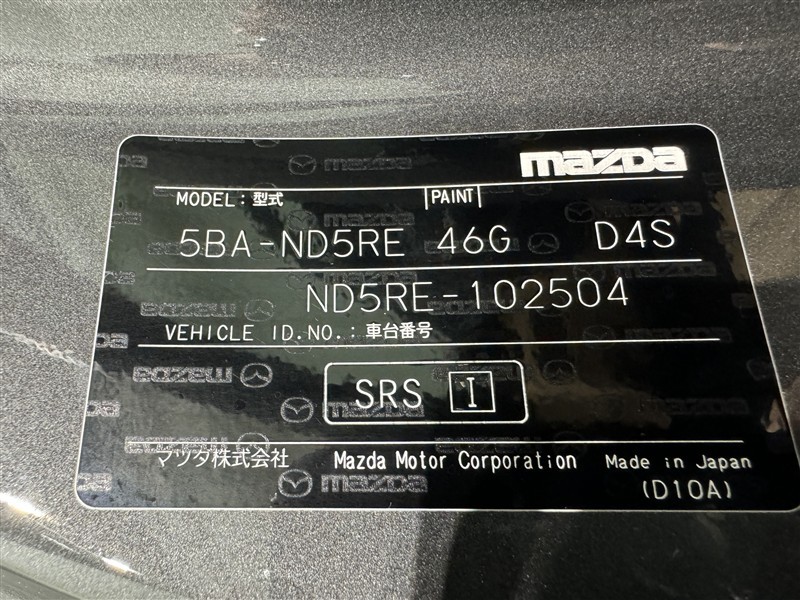 mazda
MODEL：型式 PAINT
5BA-ND5RE 46G D4S
ND5RE-102504
VEHICLE ID.NO.：車台番号
SRS I
マツダ株式会社 Mazda Motor Corporation Made in Japan
(D10A)